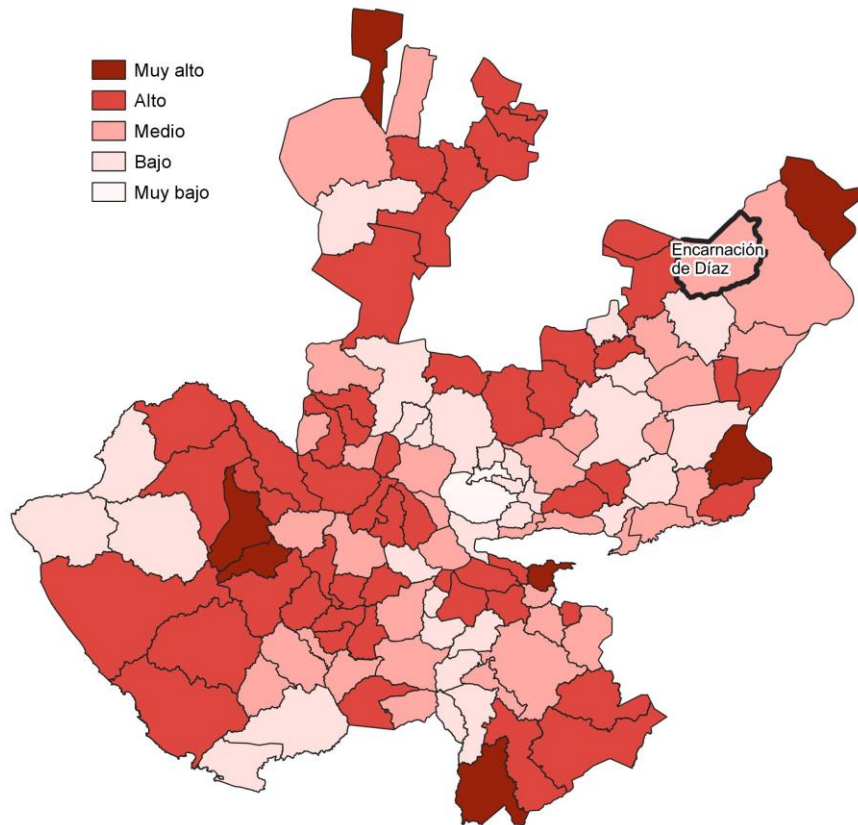 Muy alto
Alto
Medio
Bajo
Muy bajo
Encarnación
de Díaz